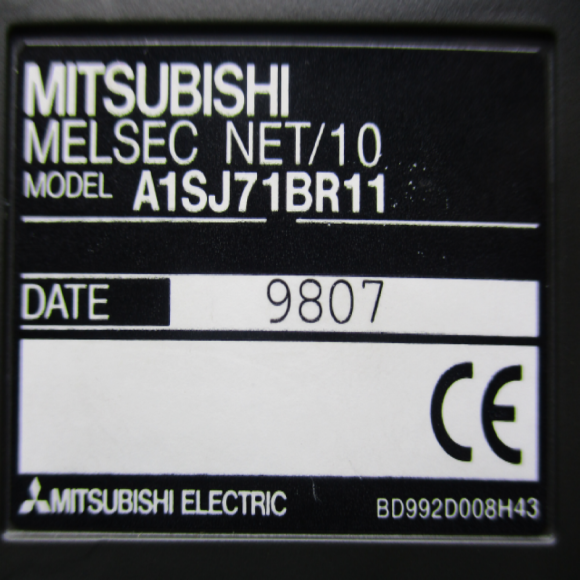 MITSUBISHI
MELSEC NET/10
MODEL A1SJ71BR11
DATE 9807
CE
MITSUBISHI ELECTRIC BD992D008H43